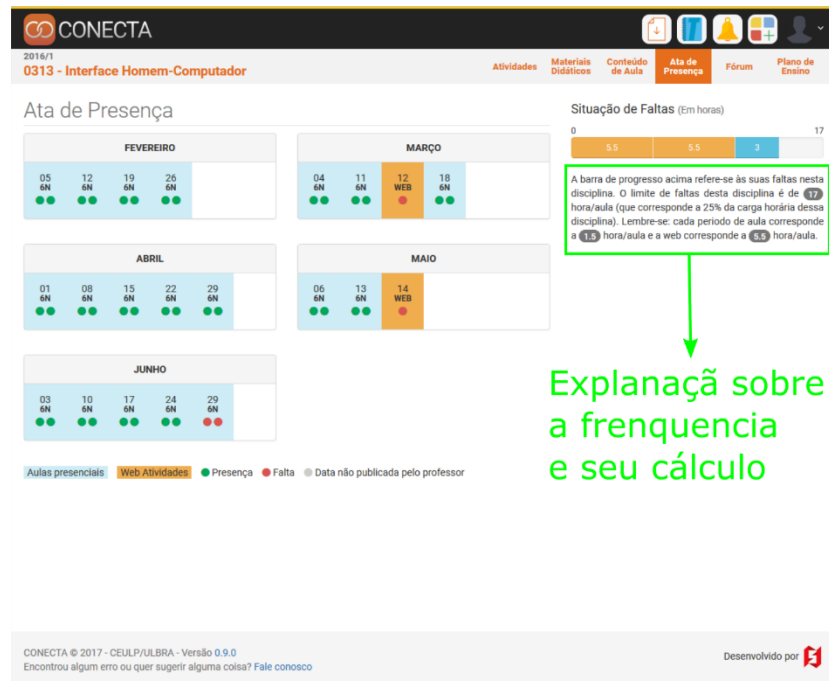 CONECTA
2016/1
0313 - Interface Homem-Computador
Atividades
Materiais Didáticos
Conteúdo de Aula
Ata de Presença
Fórum
Plano de Ensino
Ata de Presença
Situação de Faltas (Em horas)
0 17
5.5 5.5 3
A barra de progresso acima refere-se às suas faltas nesta
disciplina. O limite de faltas desta disciplina é de 17
hora/aula (que corresponde a 25% da carga horária dessa
disciplina). Lembre-se: cada periodo de aula corresponde
a 1.5 hora/aula e a web corresponde a 5.5 hora/aula.
FEVEREIRO
05 12 19 26
6N 6N 6N 6N
MARÇO
04 11 12 18
6N 6N WEB 6N
ABRIL
01 08 15 22 29
6N 6N 6N 6N 6N
MAIO
06 13 14
6N 6N WEB
JUNHO
03 10 17 24 29
6N 6N 6N 6N 6N
Explanaçã sobre
a frenquencia
e seu cálculo
Aulas presenciais Web Atividades Presença Falta Data não publicada pelo professor
CONECTA © 2017 - CEULP/ULBRA - Versão 0.9.0
Encontrou algum erro ou quer sugerir alguma coisa? Fale conosco
Desenvolvido por